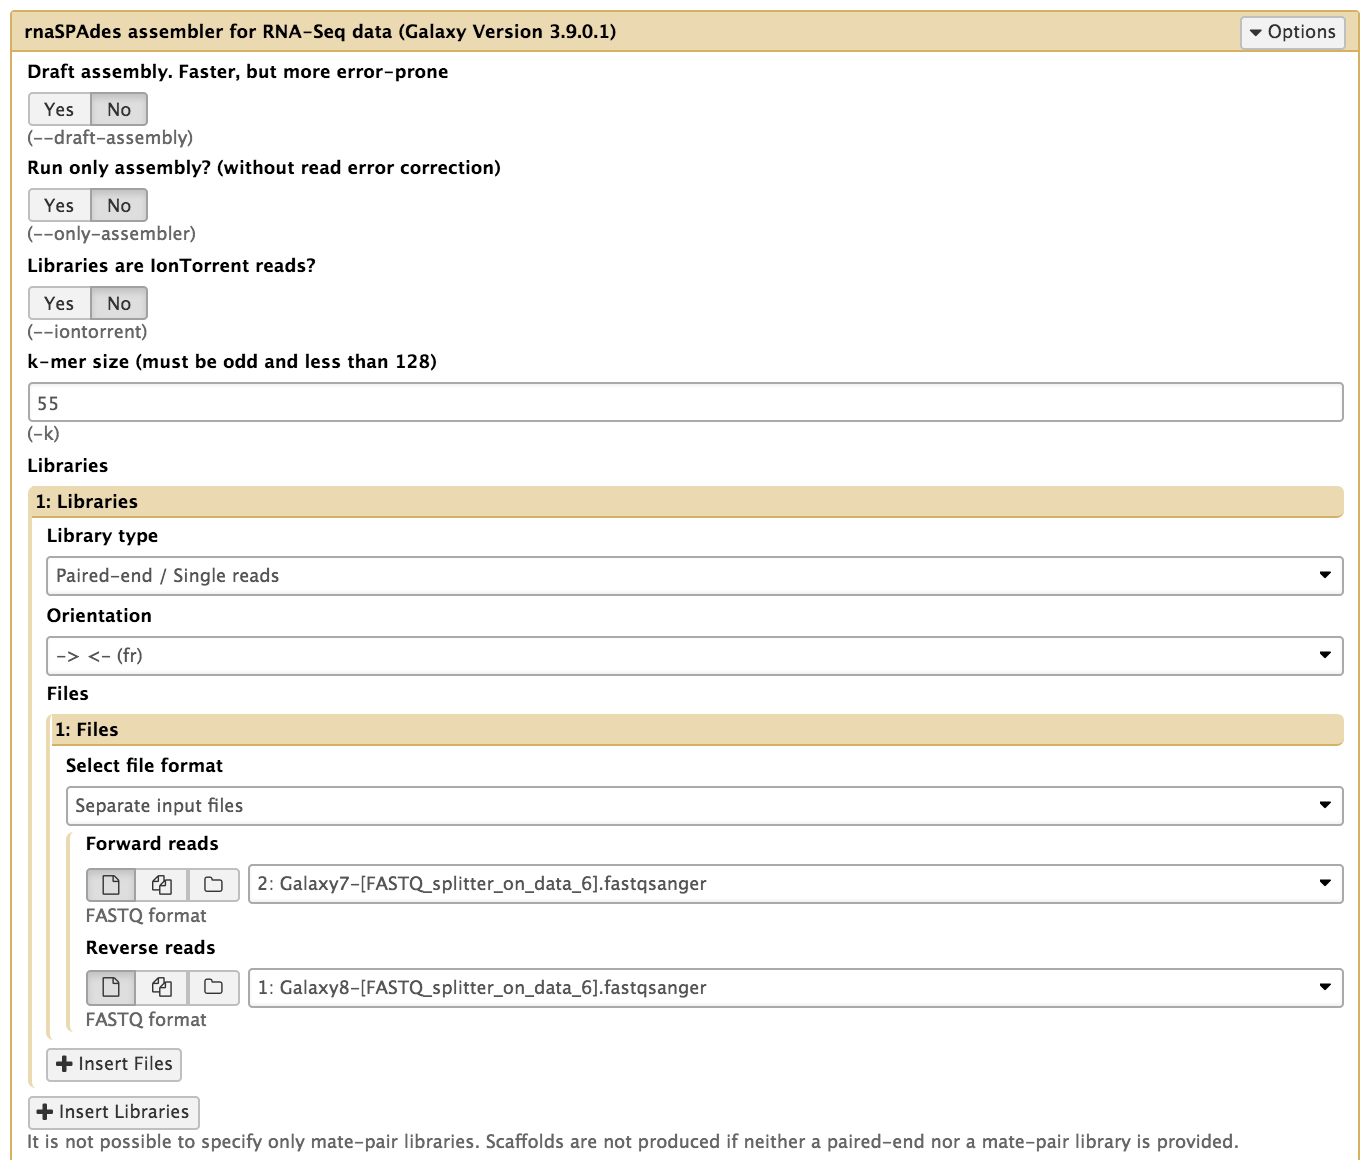 rnaSPAdes assembler for RNA-Seq data (Galaxy Version 3.9.0.1)
Options
Draft assembly. Faster, but more error-prone
Yes No
(--draft-assembly)
Run only assembly? (without read error correction)
Yes No
(--only-assembler)
Libraries are IonTorrent reads?
Yes No
(--iontorrent)
k-mer size (must be odd and less than 128)
55
(-k)
Libraries
1: Libraries
Library type
Paired-end / Single reads
Orientation
-> <- (fr)
Files
1: Files
Select file format
Separate input files
Forward reads
2: Galaxy7-[FASTQ_splitter_on_data_6].fastqsanger
FASTQ format
Reverse reads
1: Galaxy8-[FASTQ_splitter_on_data_6].fastqsanger
FASTQ format
Insert Files
Insert Libraries
It is not possible to specify only mate-pair libraries. Scaffolds are not produced if neither a paired-end nor a mate-pair library is provided.